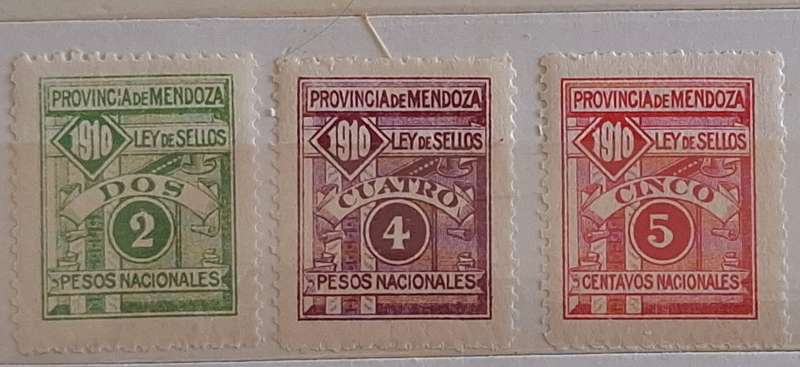 PROVINCIA DE MENDOZA
1910 LEY DE SELLOS
DOS
2
PESOS NACIONALES
PROVINCIA DE MENDOZA
1910 LEY DE SELLOS
CUATRO
4
PESOS NACIONALES
PROVINCIA DE MENDOZA
1910 LEY DE SELLOS
CINCO
5
CENTAVOS NACIONALES